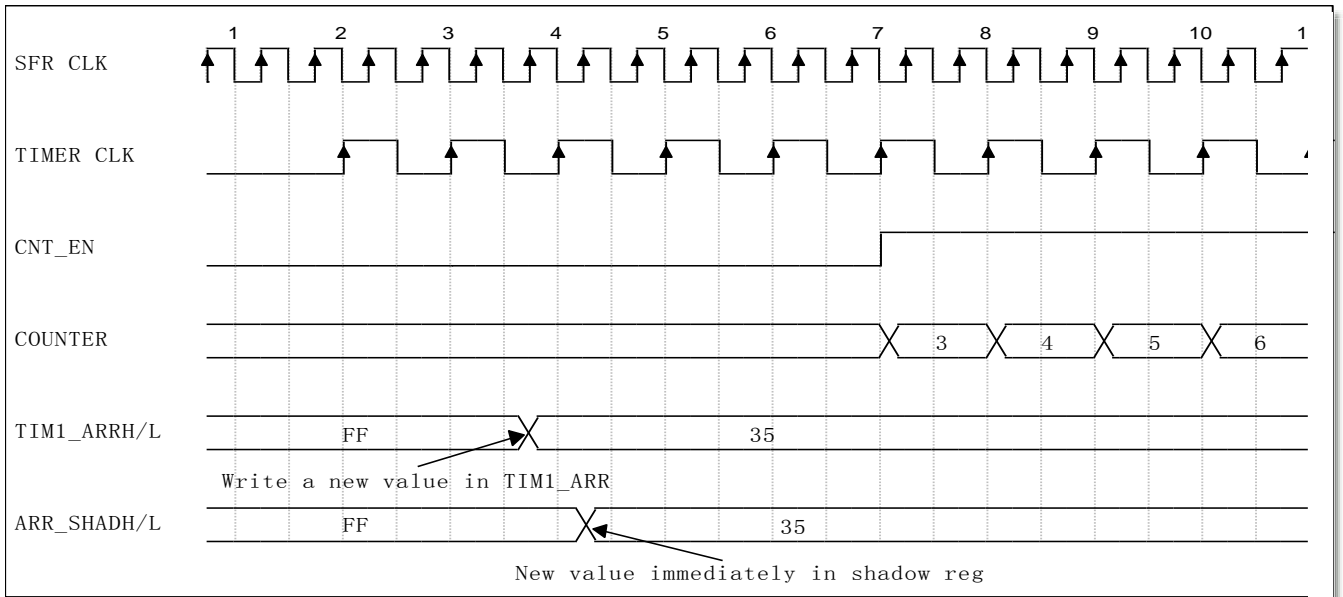 1 2 3 4 5 6 7 8 9 10 1
SFR CLK
TIMER CLK
CNT_EN
COUNTER 3 4 5 6
TIM1_ARRH/L FF 35
Write a new value in TIM1_ARR
ARR_SHADH/L FF 35
New value immediately in shadow reg